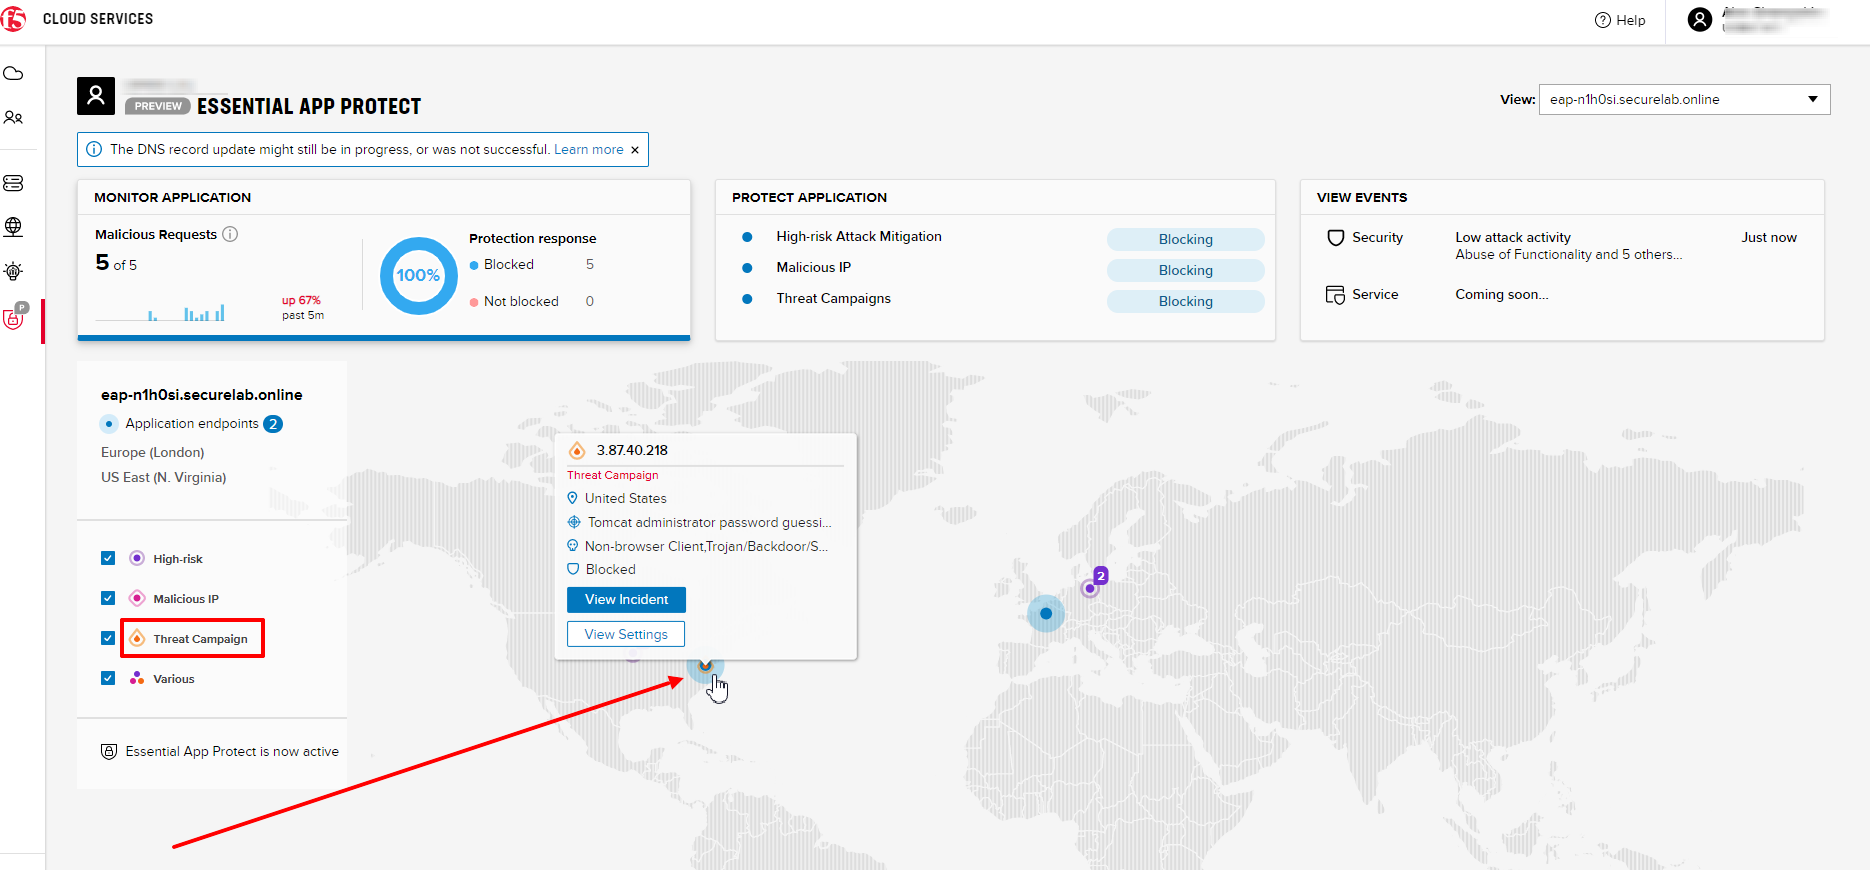 f5 CLOUD SERVICES
Help
P
PREVIEW ESSENTIAL APP PROTECT
View: eap-n1h0si.securelab.online
The DNS record update might still be in progress, or was not successful. Learn more ×
MONITOR APPLICATION
Malicious Requests
5 of 5
up 67%
past 5m
100%
Protection response
Blocked 5
Not blocked 0
PROTECT APPLICATION
High-risk Attack Mitigation Blocking
Malicious IP Blocking
Threat Campaigns Blocking
VIEW EVENTS
Security Low attack activity Just now
Abuse of Functionality and 5 others...
Service Coming soon...
eap-n1h0si.securelab.online
Application endpoints 2
Europe (London)
US East (N. Virginia)
High-risk
Malicious IP
Threat Campaign
Various
Essential App Protect is now active
3.87.40.218
Threat Campaign
United States
Tomcat administrator password guessi...
Non-browser Client,Trojan/Backdoor/S...
Blocked
View Incident
View Settings
2